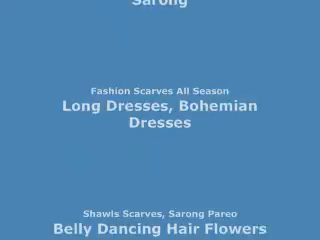 Sarong
Fashion Scarves All Season
Long Dresses, Bohemian
Dresses
Shawls Scarves, Sarong Pareo
Belly Dancing Hair Flowers